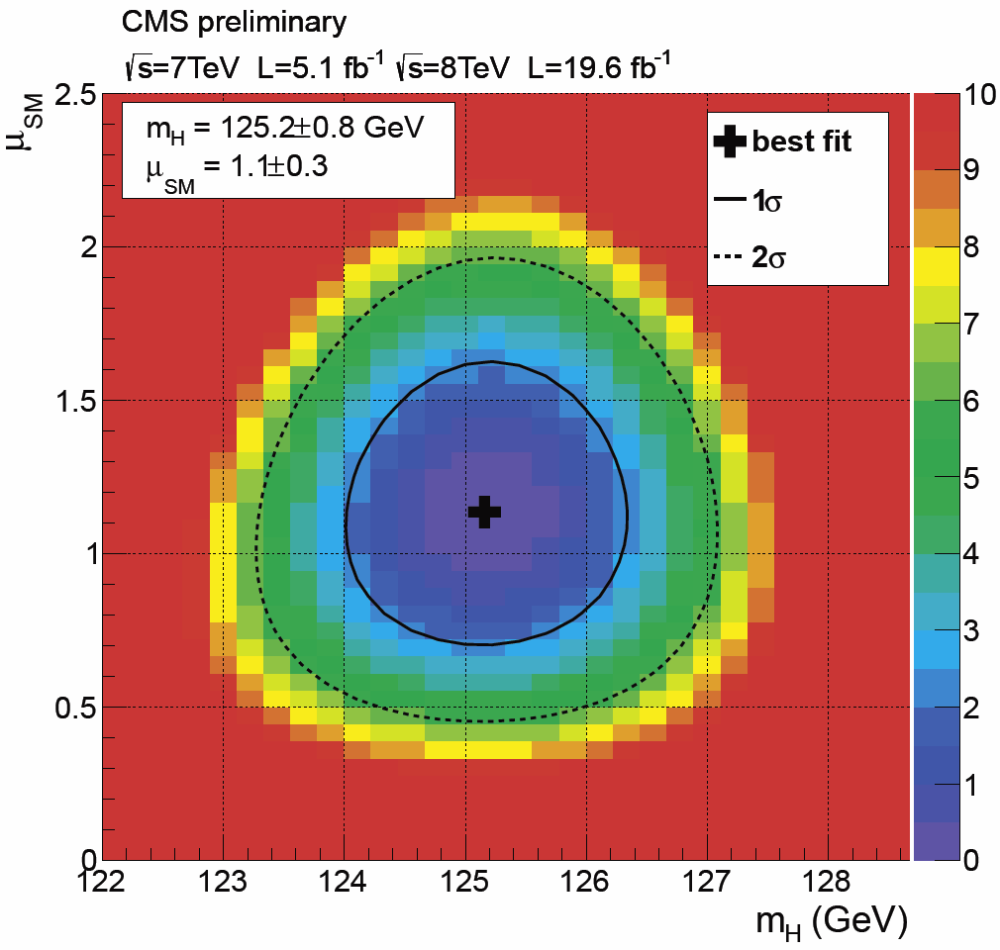 CMS preliminary
√s=7TeV L=5.1 fb⁻¹ √s=8TeV L=19.6 fb⁻¹
μSM
m_H = 125.2±0.8 GeV
μ_SM = 1.1±0.3
best fit
1σ
2σ
2.5
2
1.5
1
0.5
0
10
9
8
7
6
5
4
3
2
1
0
122 123 124 125 126 127 128
m_H (GeV)